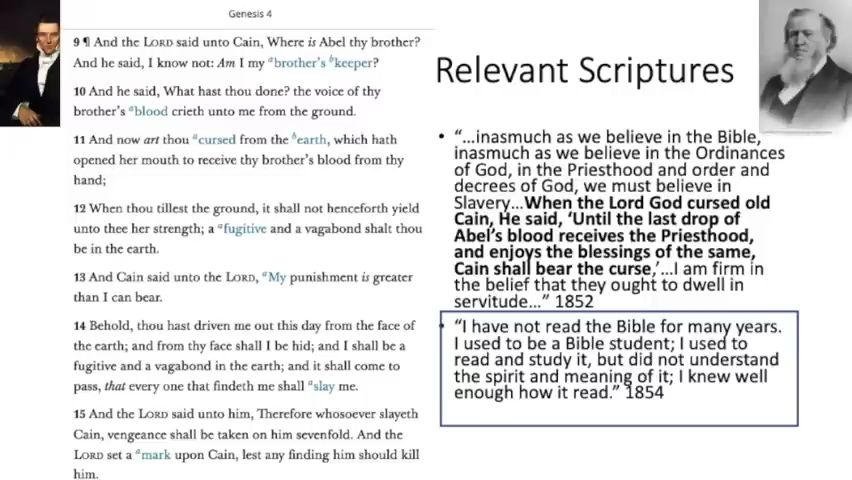 Genesis 4
9 ¶ And the LORD said unto Cain, Where is Abel thy brother?
And he said, I know not: Am I my ᵃbrother's ᵇkeeper?
10 And he said, What hast thou done? the voice of thy
brother's ᵃblood crieth unto me from the ground.
11 And now art thou ᵃcursed from the ᵇearth, which hath
opened her mouth to receive thy brother's blood from thy
hand;
12 When thou tillest the ground, it shall not henceforth yield
unto thee her strength; a ᵃfugitive and a vagabond shalt thou
be in the earth.
13 And Cain said unto the LORD, ᵃMy punishment is greater
than I can bear.
14 Behold, thou hast driven me out this day from the face of
the earth; and from thy face shall I be hid; and I shall be a
fugitive and a vagabond in the earth; and it shall come to
pass, that every one that findeth me shall ᵃslay me.
15 And the LORD said unto him, Therefore whosoever slayeth
Cain, vengeance shall be taken on him sevenfold. And the
LORD set a ᵃmark upon Cain, lest any finding him should kill
him.
Relevant Scriptures
• "…inasmuch as we believe in the Bible,
inasmuch as we believe in the Ordinances
of God, in the Priesthood and order and
decrees of God, we must believe in
Slavery…When the Lord God cursed old
Cain, He said, 'Until the last drop of
Abel's blood receives the Priesthood,
and enjoys the blessings of the same,
Cain shall bear the curse,'…I am firm in
the belief that they ought to dwell in
servitude…" 1852
• "I have not read the Bible for many years.
I used to be a Bible student; I used to
read and study it, but did not understand
the spirit and meaning of it; I knew well
enough how it read." 1854